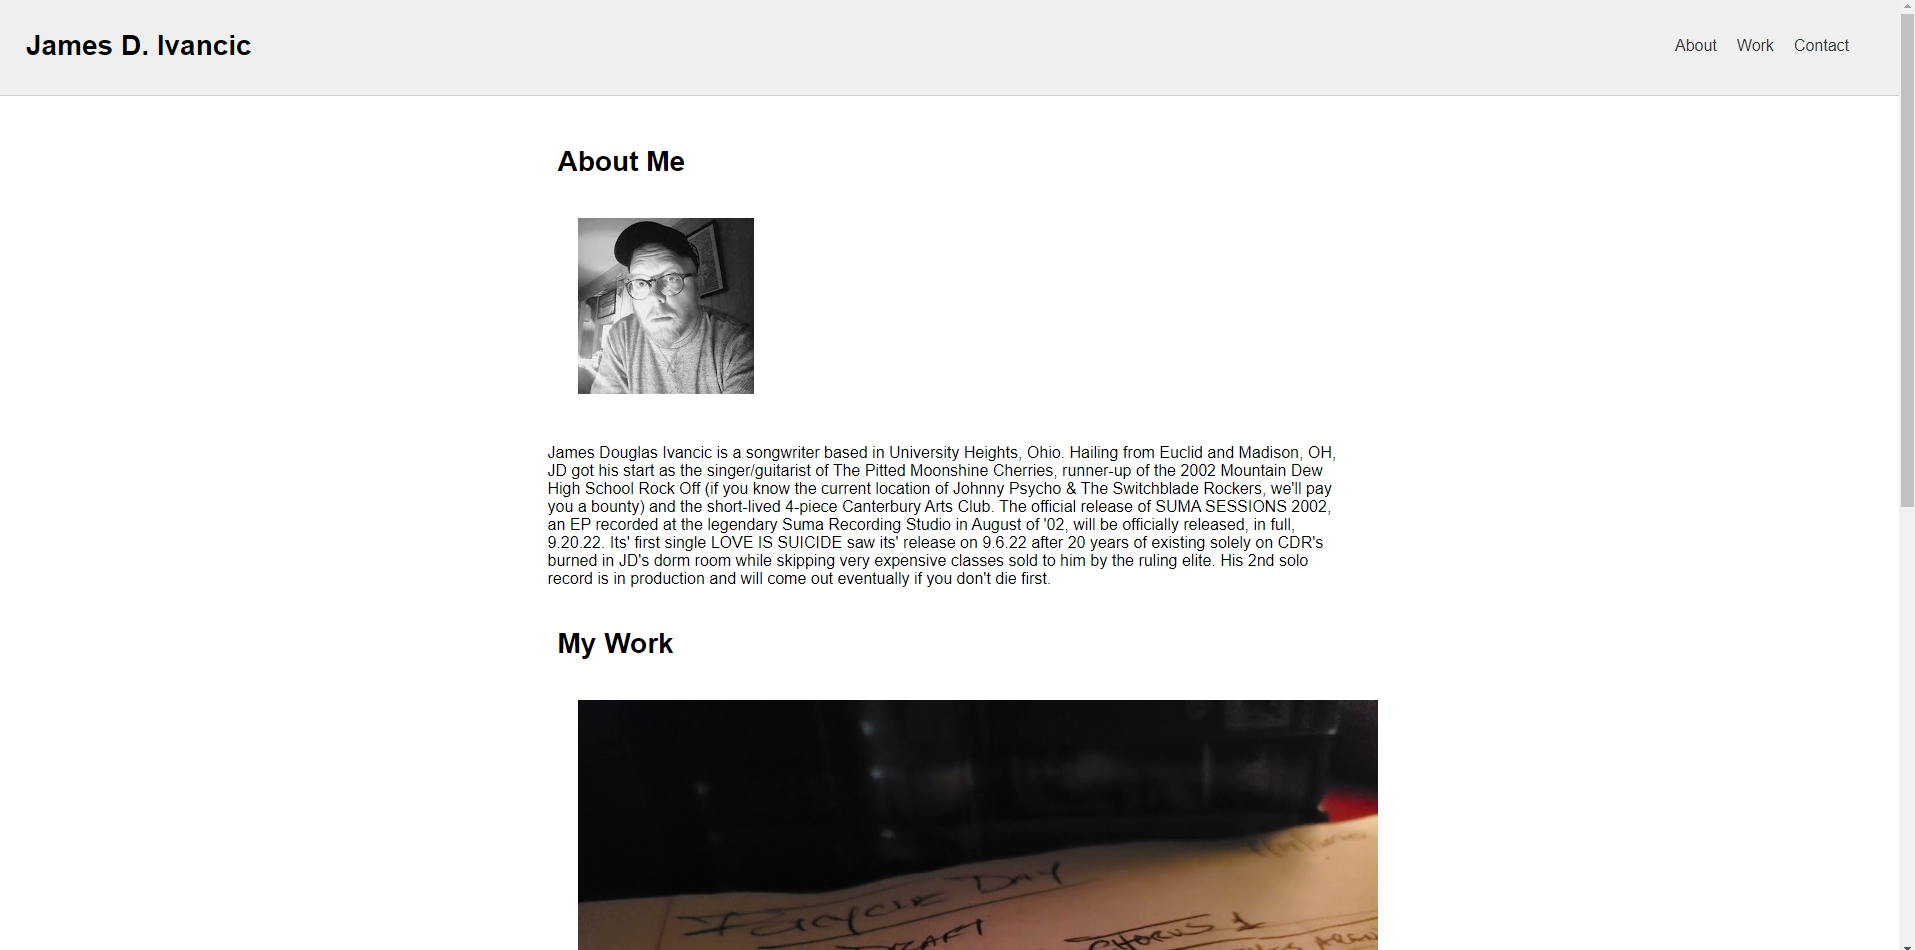 James D. Ivancic
About Work Contact
About Me
James Douglas Ivancic is a songwriter based in University Heights, Ohio. Hailing from Euclid and Madison, OH,
JD got his start as the singer/guitarist of The Pitted Moonshine Cherries, runner-up of the 2002 Mountain Dew
High School Rock Off (if you know the current location of Johnny Psycho & The Switchblade Rockers, we'll pay
you a bounty) and the short-lived 4-piece Canterbury Arts Club. The official release of SUMA SESSIONS 2002,
an EP recorded at the legendary Suma Recording Studio in August of '02, will be officially released, in full,
9.20.22. Its' first single LOVE IS SUICIDE saw its' release on 9.6.22 after 20 years of existing solely on CDR's
burned in JD's dorm room while skipping very expensive classes sold to him by the ruling elite. His 2nd solo
record is in production and will come out eventually if you don't die first.
My Work
Bicycle Day
DRAFT
CHORUS 1